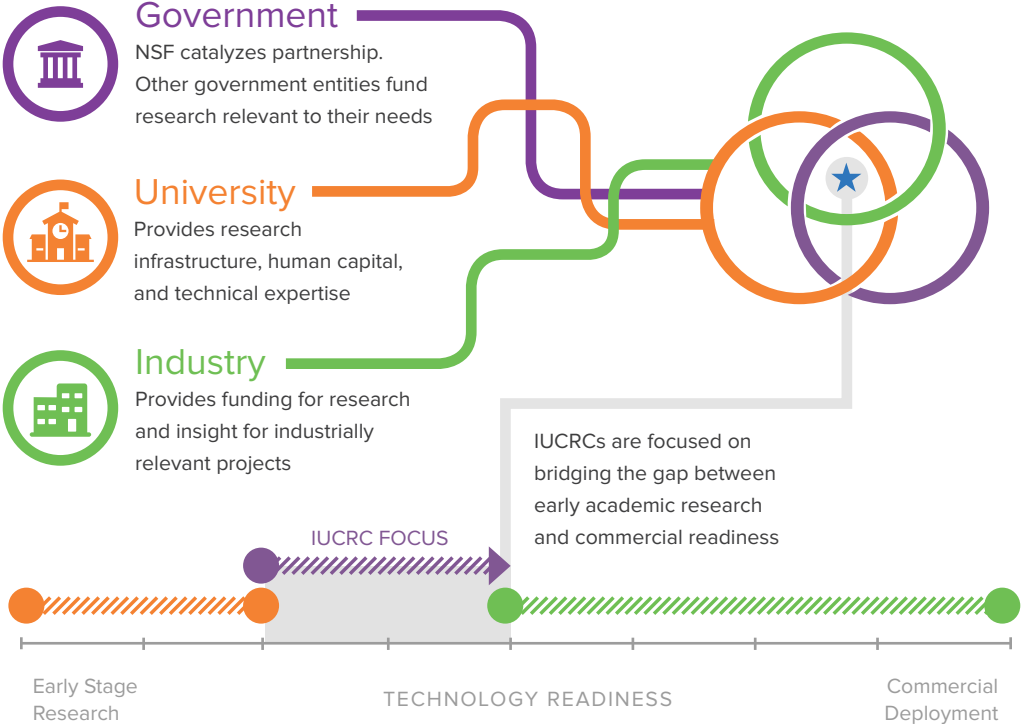 Government
NSF catalyzes partnership.
Other government entities fund
research relevant to their needs
University
Provides research
infrastructure, human capital,
and technical expertise
Industry
Provides funding for research
and insight for industrially
relevant projects
IUCRCs are focused on
bridging the gap between
early academic research
and commercial readiness
IUCRC FOCUS
Early Stage
Research
TECHNOLOGY READINESS
Commercial
Deployment